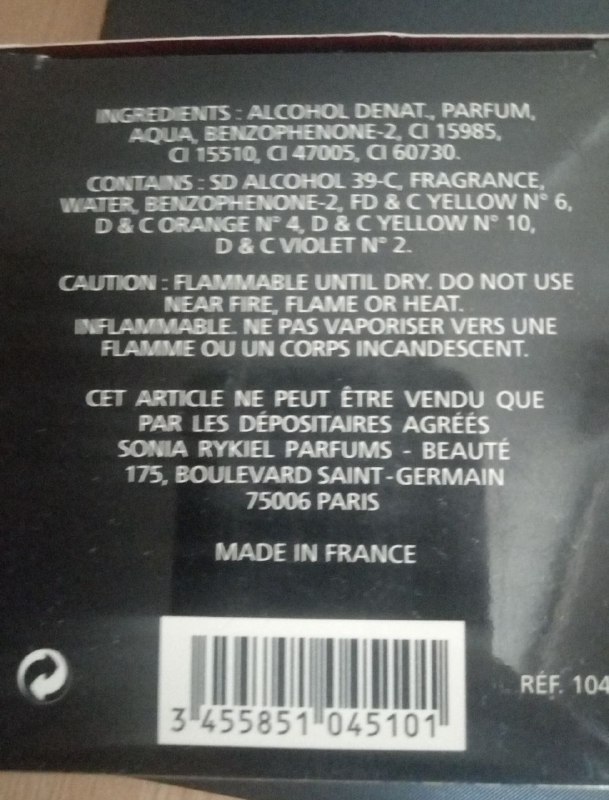 INGREDIENTS : ALCOHOL DENAT., PARFUM,
AQUA, BENZOPHENONE-2, CI 15985,
CI 15510, CI 47005, CI 60730.
CONTAINS : SD ALCOHOL 39-C, FRAGRANCE,
WATER, BENZOPHENONE-2, FD & C YELLOW N° 6,
D & C ORANGE N° 4, D & C YELLOW N° 10,
D & C VIOLET N° 2.
CAUTION : FLAMMABLE UNTIL DRY. DO NOT USE
NEAR FIRE, FLAME OR HEAT.
INFLAMMABLE. NE PAS VAPORISER VERS UNE
FLAMME OU UN CORPS INCANDESCENT.
CET ARTICLE NE PEUT ÊTRE VENDU QUE
PAR LES DÉPOSITAIRES AGRÉÉS
SONIA RYKIEL PARFUMS - BEAUTÉ
175, BOULEVARD SAINT-GERMAIN
75006 PARIS
MADE IN FRANCE
RÉF. 104
3 455851 045101